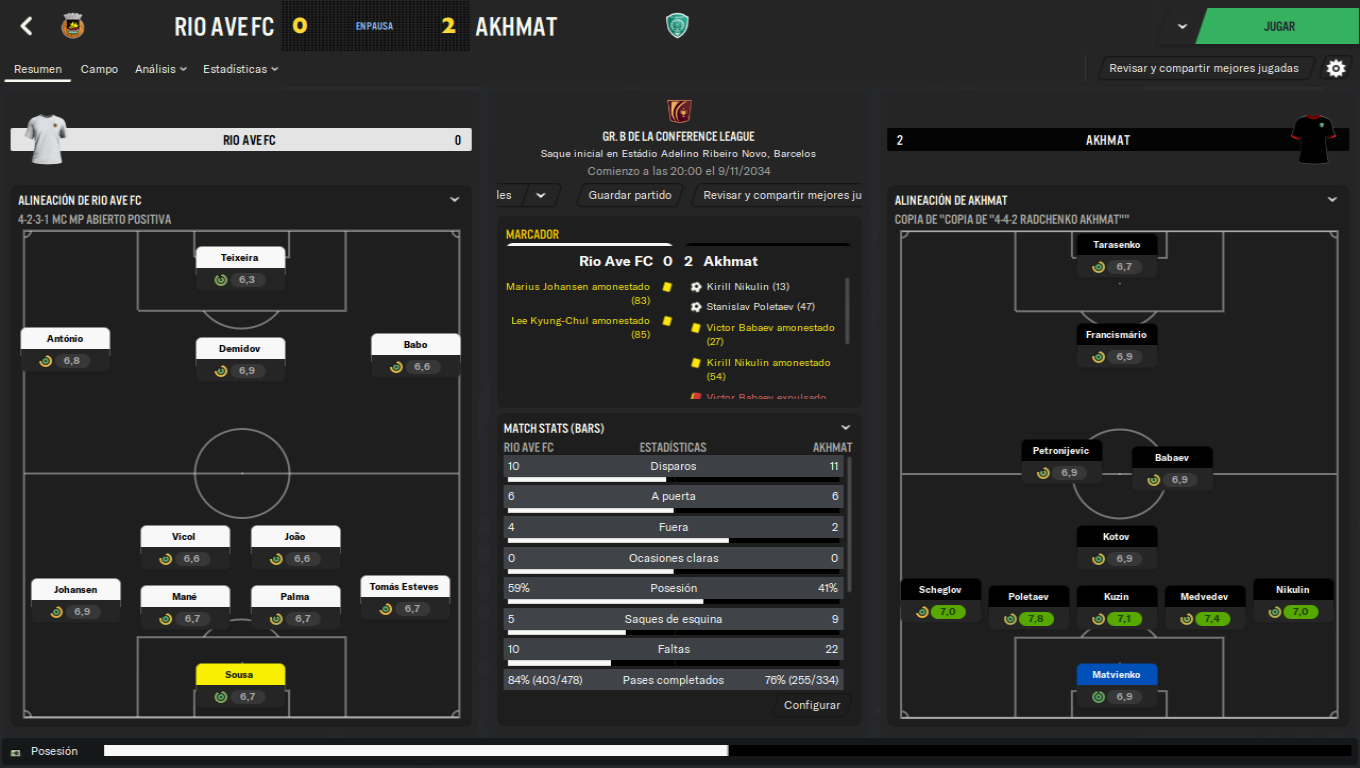 RIO AVE FC 0 EN PAUSA 2 AKHMAT
JUGAR
Resumen Campo Análisis Estadísticas
Revisar y compartir mejores jugadas
RIO AVE FC 0
ALINEACIÓN DE RIO AVE FC
4-2-3-1 MC MP ABIERTO POSITIVA
Teixeira
6,3
António
6,8
Demidov
6,9
Babo
6,6
Vicol
6,6
João
6,6
Johansen
6,9
Mané
6,7
Palma
6,7
Tomás Esteves
6,7
Sousa
6,7
GR. B DE LA CONFERENCE LEAGUE
Saque inicial en Estádio Adelino Ribeiro Novo, Barcelos
Comienzo a las 20:00 el 9/11/2034
les
Guardar partido
Revisar y compartir mejores ju
MARCADOR
Rio Ave FC 0 2 Akhmat
Marius Johansen amonestado
(83)
Lee Kyung-Chul amonestado
(85)
Kirill Nikulin (13)
Stanislav Poletaev (47)
Victor Babaev amonestado
(27)
Kirill Nikulin amonestado
(54)
Victor Babaev expulsado
MATCH STATS (BARS)
RIO AVE FC ESTADÍSTICAS AKHMAT
10 Disparos 11
6 A puerta 6
4 Fuera 2
0 Ocasiones claras 0
59% Posesión 41%
5 Saques de esquina 9
10 Faltas 22
84% (403/478) Pases completados 76% (255/334)
Configurar
2 AKHMAT
ALINEACIÓN DE AKHMAT
COPIA DE "COPIA DE "4-4-2 RADCHENKO AKHMAT""
Tarasenko
6,7
Francismário
6,9
Petronijevic
6,9
Babaev
6,9
Kotov
6,9
Scheglov
7,0
Poletaev
7,8
Kuzin
7,1
Medvedev
7,4
Nikulin
7,0
Matvienko
6,9
Posesión